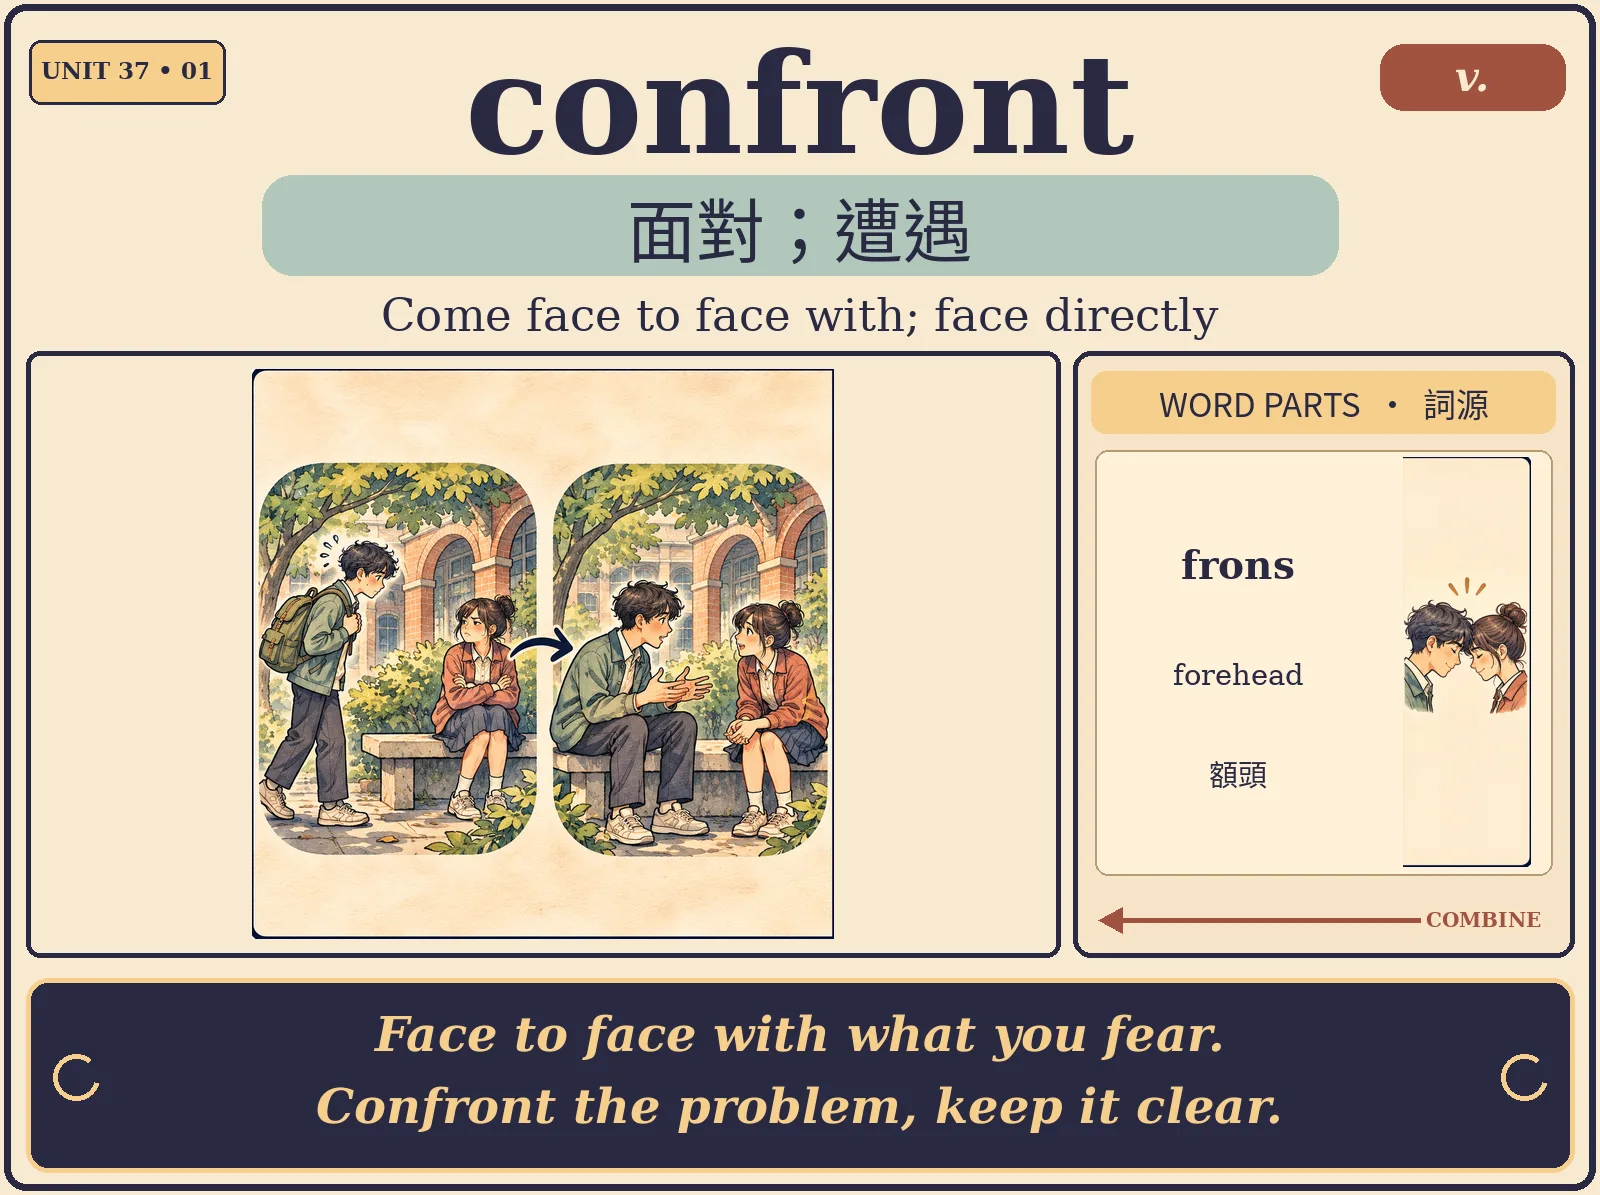 UNIT 37 • 01
confront
v.
面對；遭遇
Come face to face with; face directly
WORD PARTS ・ 詞源
frons
forehead
額頭
COMBINE
Face to face with what you fear.
Confront the problem, keep it clear.